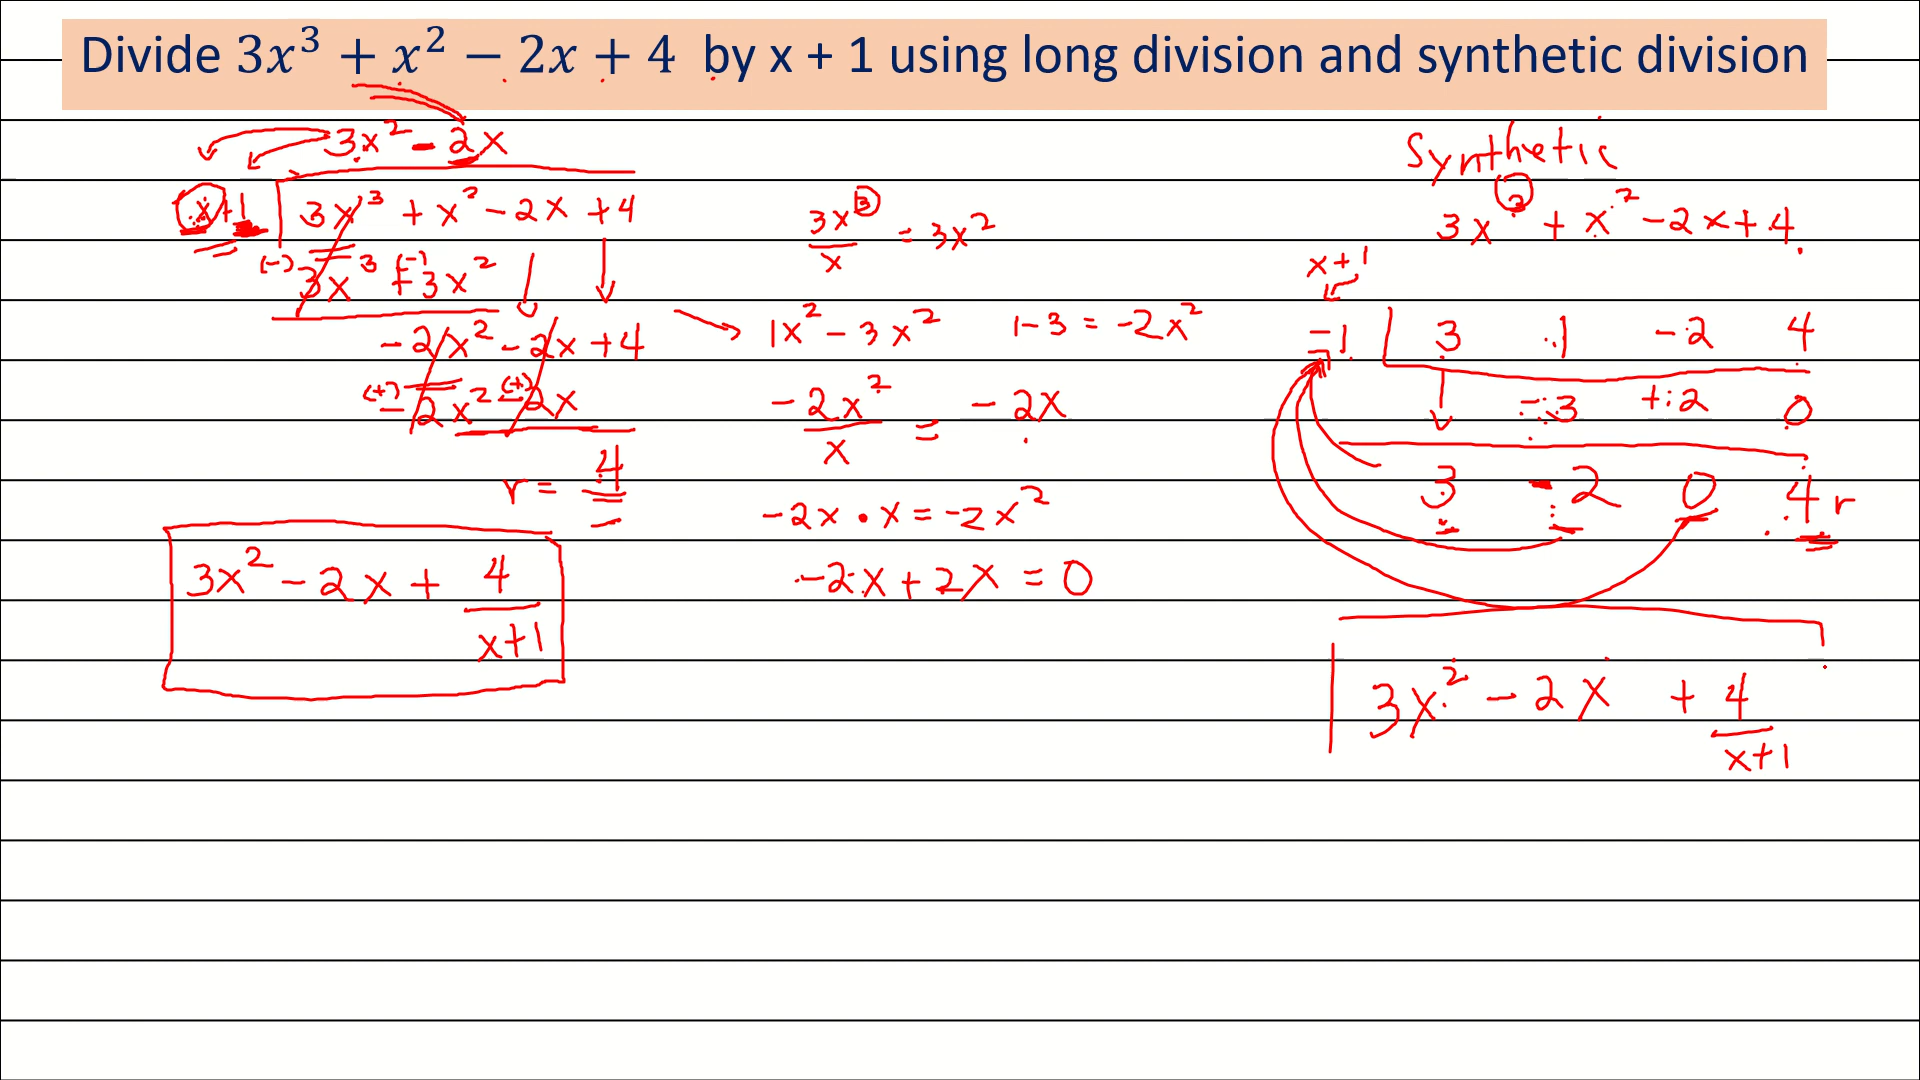 Divide 3x³ + x² − 2x + 4 by x + 1 using long division and synthetic division
3x² - 2x
x+1 3x³ + x² - 2x + 4
(-) 3x³ (-) + 3x²
- 2x² - 2x + 4
(+) - 2x² (+) - 2x
r = 4
3x² - 2x + 4
x+1
3x³ = 3x²
x
1x² - 3x² 1-3 = -2x²
- 2x² = - 2x
x
-2x • x = -2x²
-2x + 2x = 0
Synthetic
3x³ + x² - 2x + 4
x+1
-1 3 1 -2 4
-3 +2 0
3 -2 0 4 r
3x² - 2x + 4
x+1